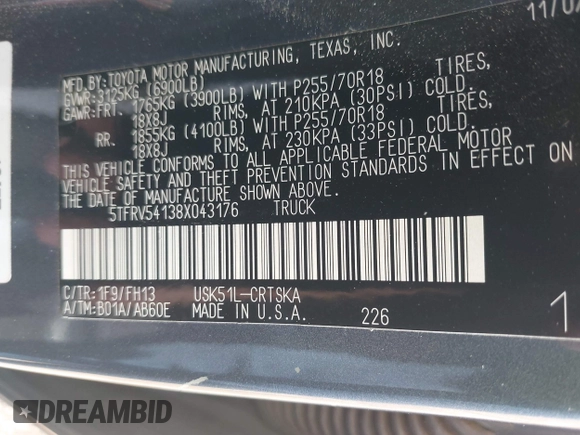 11/07
MFD.BY:TOYOTA MOTOR MANUFACTURING, TEXAS, INC.
GVWR:3125KG (6900LB)
GAWR:FRT. 1765KG (3900LB) WITH P255/70R18 TIRES,
18X8J RIMS, AT 210KPA (30PSI) COLD.
RR. 1855KG (4100LB) WITH P255/70R18 TIRES,
18X8J RIMS, AT 230KPA (33PSI) COLD.
THIS VEHICLE CONFORMS TO ALL APPLICABLE FEDERAL MOTOR
VEHICLE SAFETY AND THEFT PREVENTION STANDARDS IN EFFECT ON
THE DATE OF MANUFACTURE SHOWN ABOVE.
5TFRV54138X043176 TRUCK
C/TR:1F9/FH13 USK51L-CRTSKA
A/TM:B01A/AB60E MADE IN U.S.A. 226
1
DREAMBID